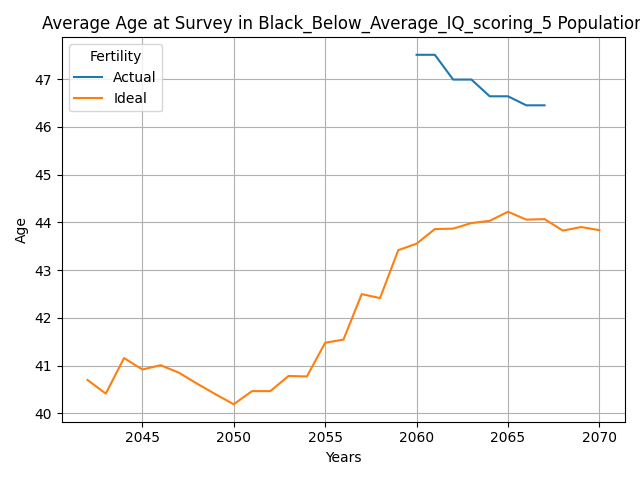 Average Age at Survey in Black_Below_Average_IQ_scoring_5 Population
Fertility
Actual
Ideal
Age
47
46
45
44
43
42
41
40
2045 2050 2055 2060 2065 2070
Years